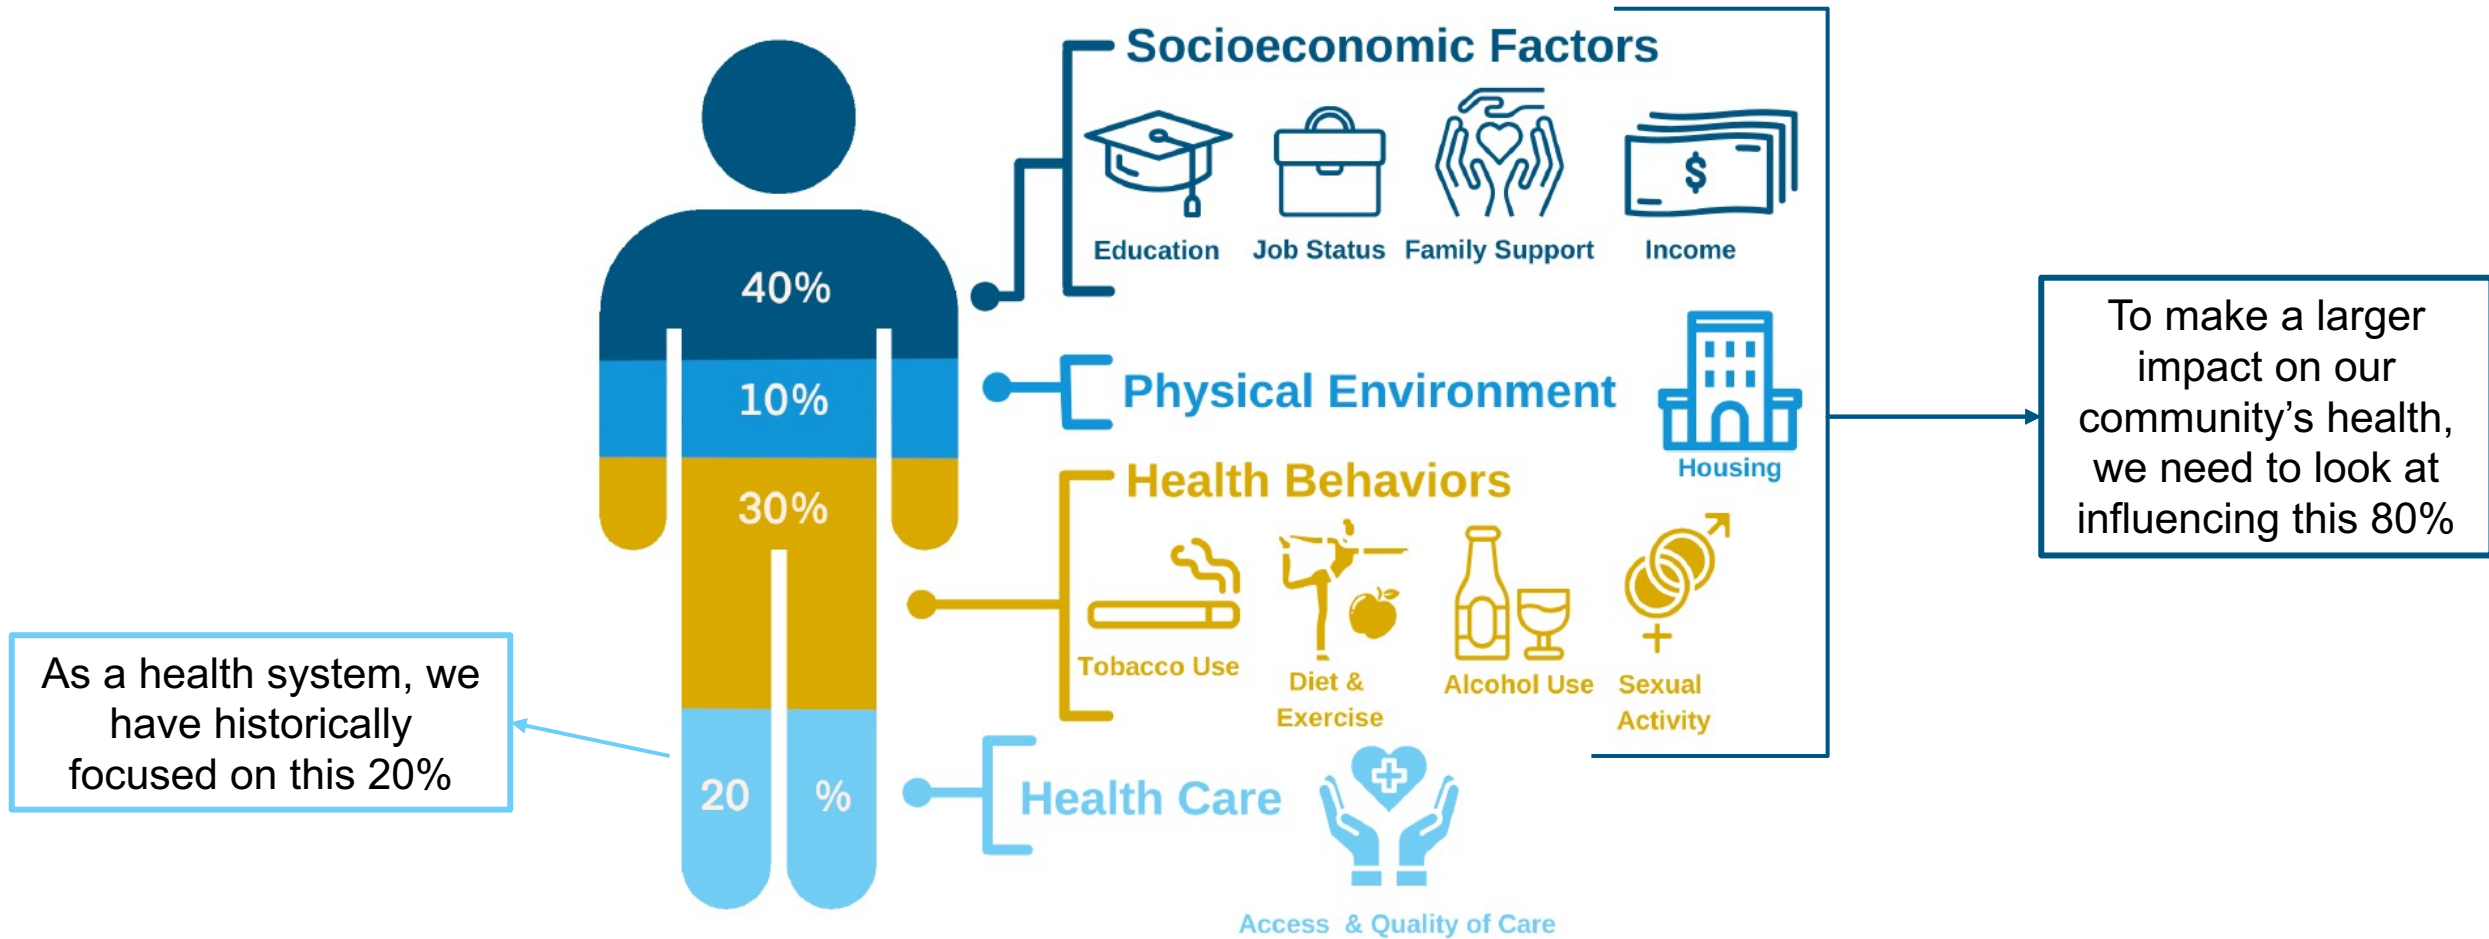 Socioeconomic Factors
$
Education
Job Status
Family Support
Income
40%
10%
Physical Environment
Housing
30%
Health Behaviors
Tobacco Use
Diet &
Exercise
Alcohol Use
Sexual
Activity
20 %
Health Care
Access & Quality of Care
As a health system, we
have historically
focused on this 20%
To make a larger
impact on our
community’s health,
we need to look at
influencing this 80%